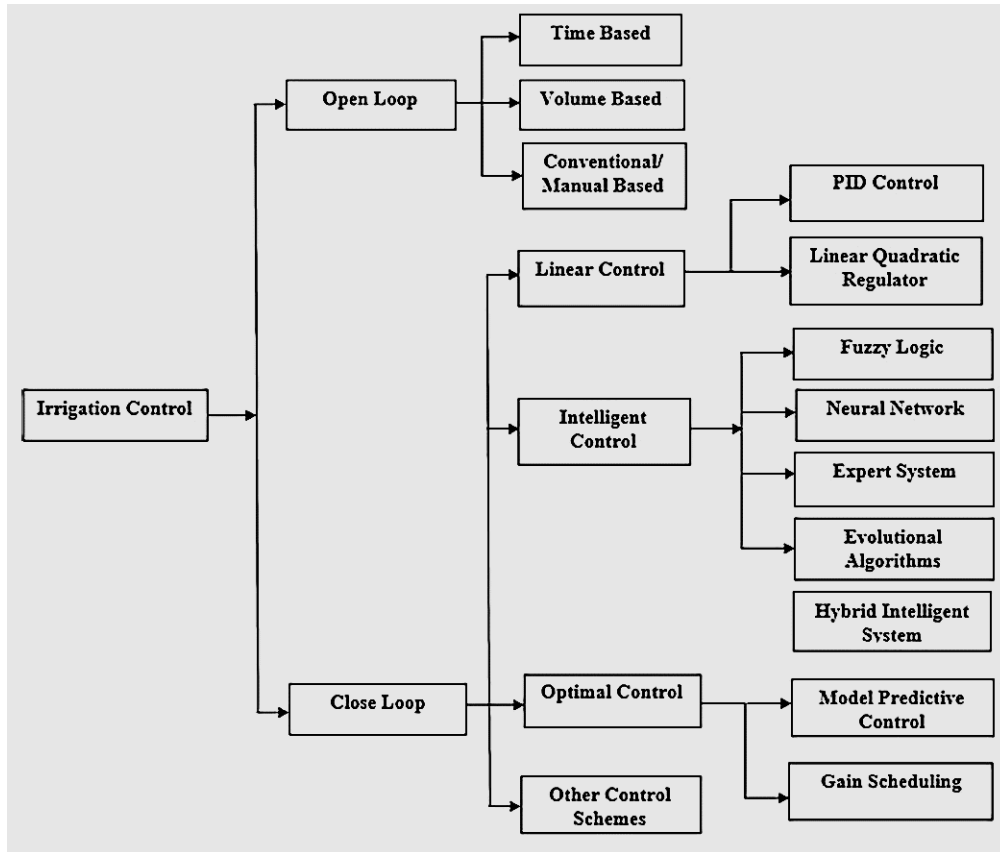 Time Based
Open Loop
Volume Based
Conventional/
Manual Based
PID Control
Linear Control
Linear Quadratic
Regulator
Fuzzy Logic
Irrigation Control
Neural Network
Intelligent
Control
Expert System
Evolutional
Algorithms
Hybrid Intelligent
System
Close Loop
Optimal Control
Model Predictive
Control
Gain Scheduling
Other Control
Schemes